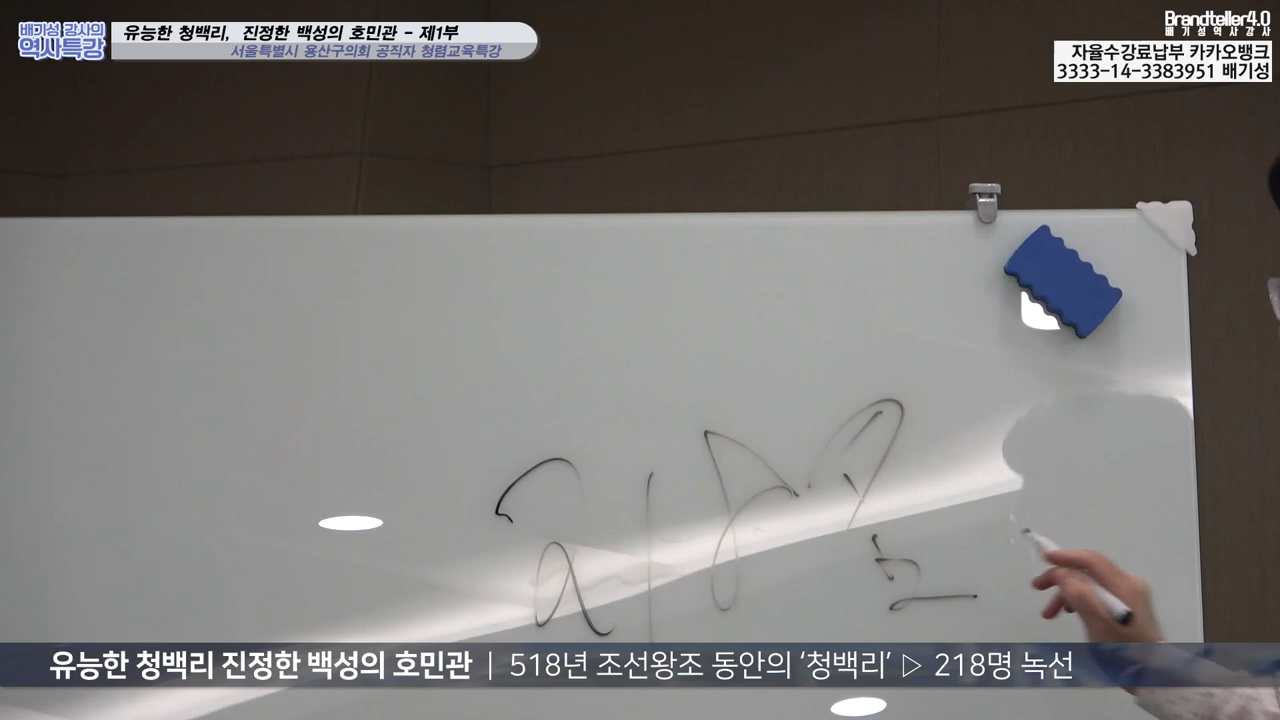 배기성 강사의
역사특강
유능한 청백리, 진정한 백성의 호민관 - 제1부
서울특별시 용산구의회 공직자 청렴교육특강
Brandteller4.0
배기성역사강사
자율수강료납부 카카오뱅크
3333-14-3383951 배기성
유능한 청백리 진정한 백성의 호민관 | 518년 조선왕조 동안의 ‘청백리’ ▷ 218명 녹선